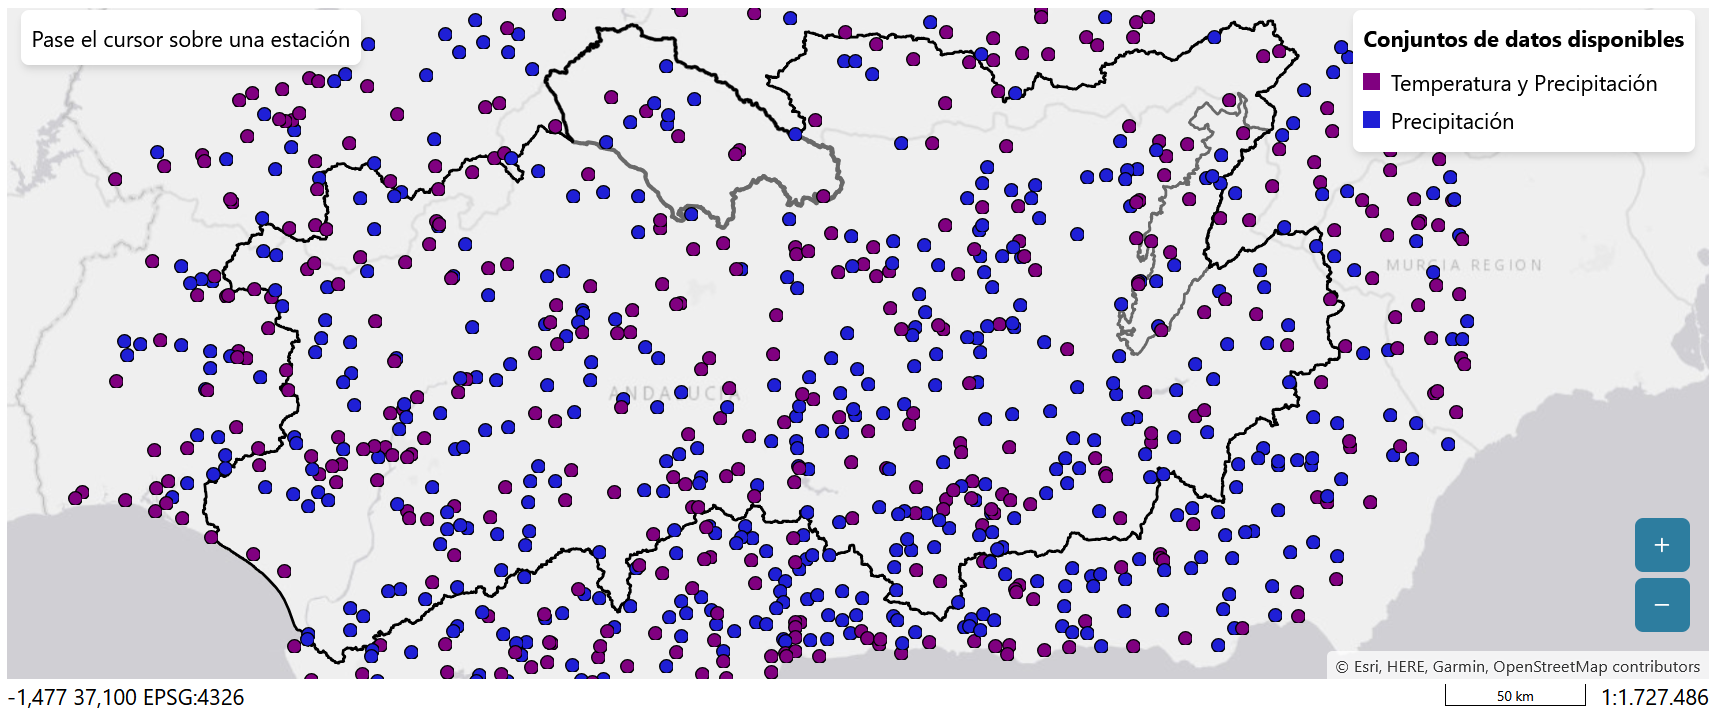 Pase el cursor sobre una estación
Conjuntos de datos disponibles
Temperatura y Precipitación
Precipitación
MURCIA REGION
ANDALUCÍA
+
−
© Esri, HERE, Garmin, OpenStreetMap contributors
-1,477 37,100 EPSG:4326
50 km
1:1.727.486